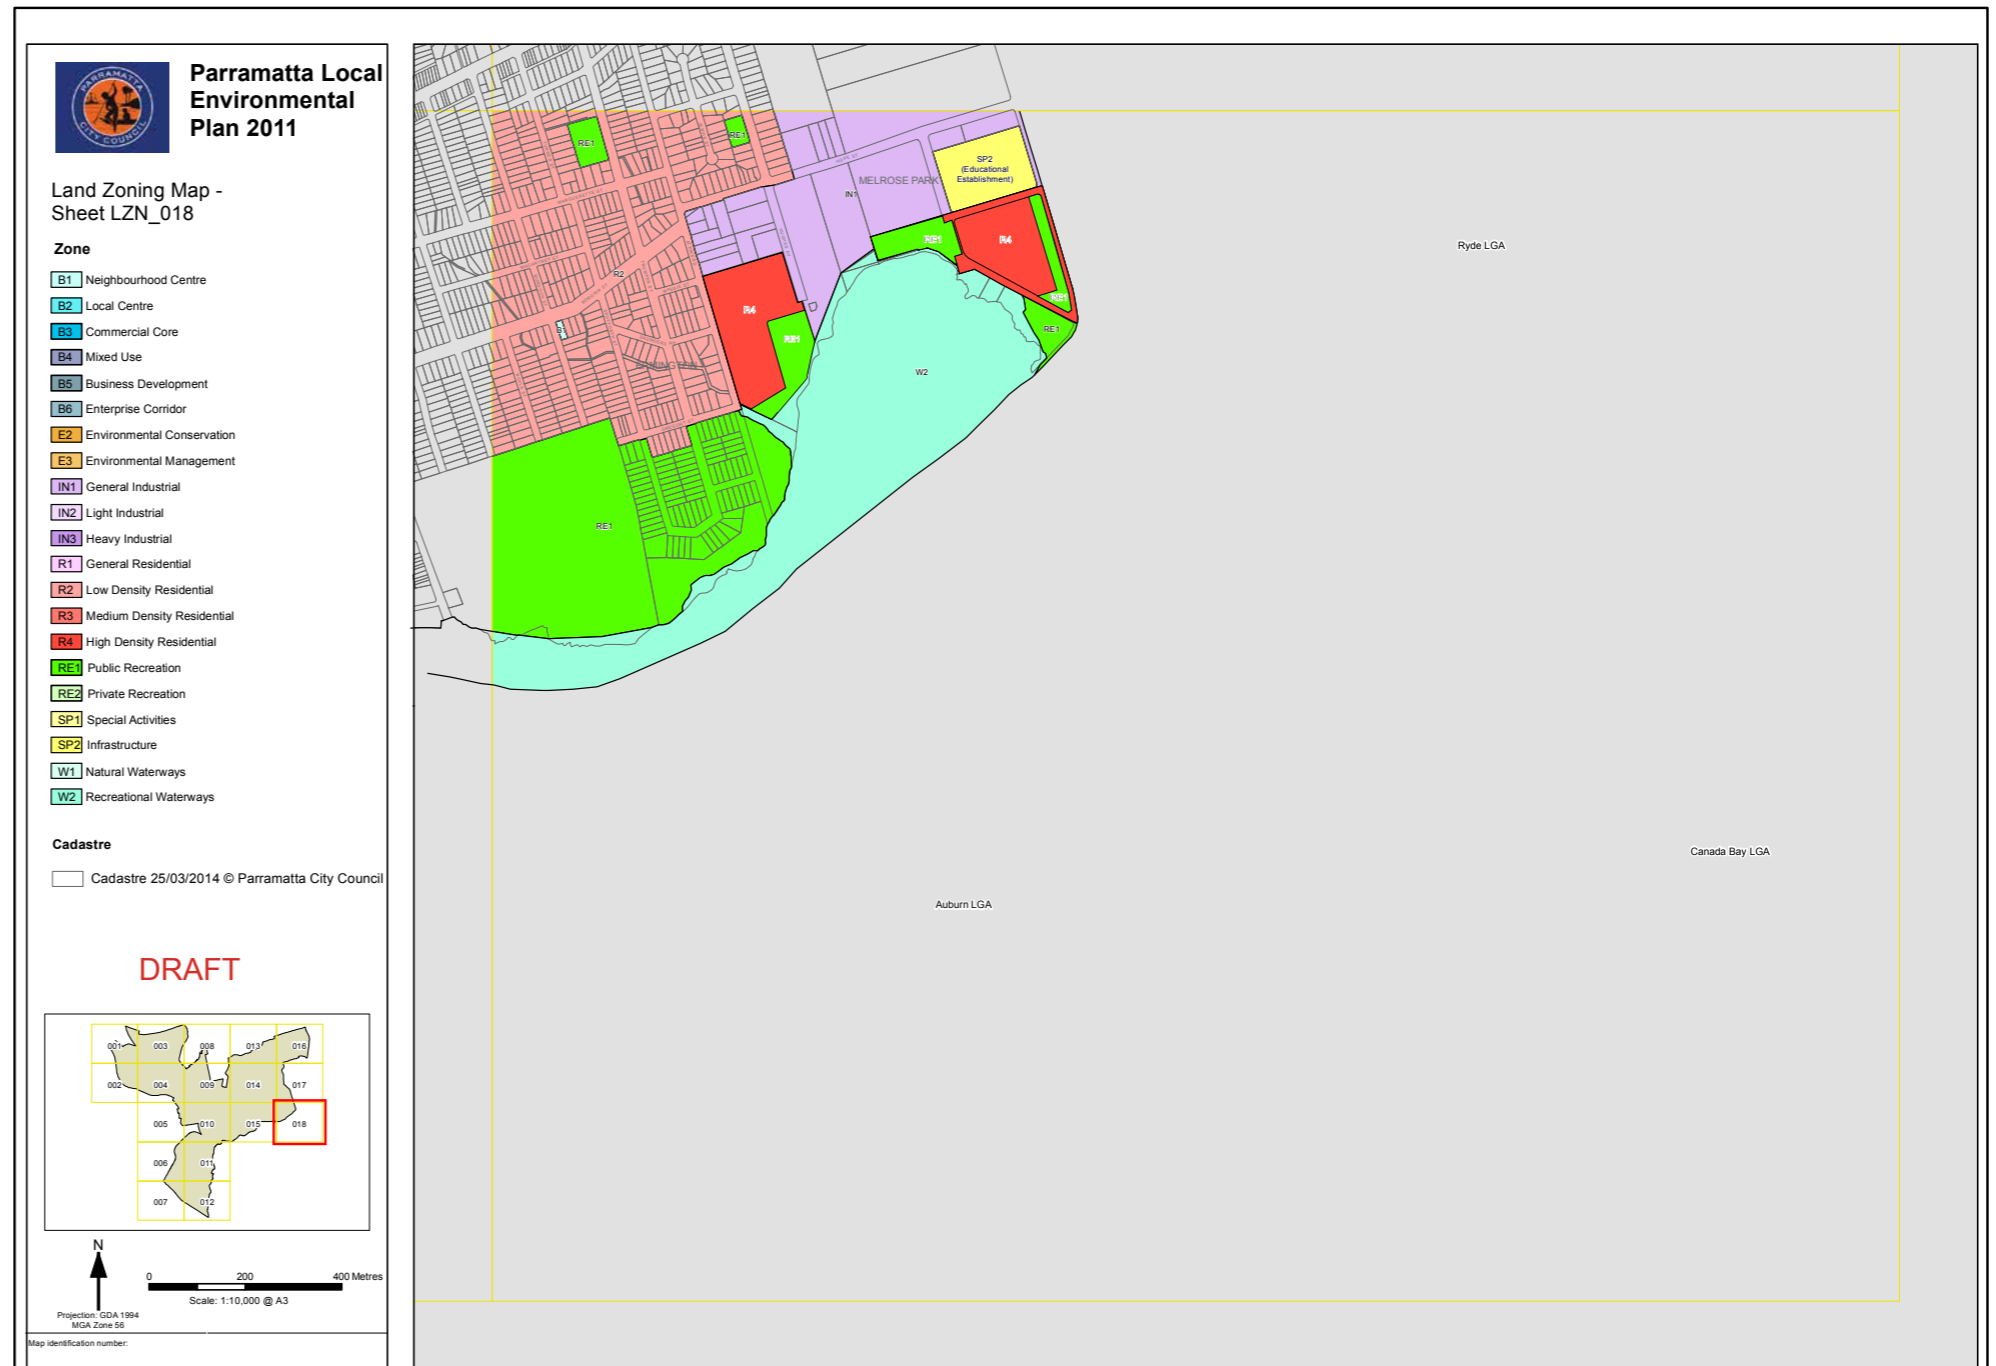 PARRAMATTA
CITY COUNCIL
Parramatta Local
Environmental
Plan 2011
Land Zoning Map -
Sheet LZN_018
Zone
B1 Neighbourhood Centre
B2 Local Centre
B3 Commercial Core
B4 Mixed Use
B5 Business Development
B6 Enterprise Corridor
E2 Environmental Conservation
E3 Environmental Management
IN1 General Industrial
IN2 Light Industrial
IN3 Heavy Industrial
R1 General Residential
R2 Low Density Residential
R3 Medium Density Residential
R4 High Density Residential
RE1 Public Recreation
RE2 Private Recreation
SP1 Special Activities
SP2 Infrastructure
W1 Natural Waterways
W2 Recreational Waterways
Cadastre
Cadastre 25/03/2014 © Parramatta City Council
DRAFT
001 003 008 013 016
002 004 009 014 017
005 010 015 018
006 011
007 012
N
0 200 400 Metres
Scale: 1:10,000 @ A3
Projection: GDA 1994
MGA Zone 56
Map identification number:
RE1
RE1
SP2
(Educational
Establishment)
MELROSE PARK
IN1
RE1
R4
Ryde LGA
R2
RE1
R4
B1
RE1
RE1
ERMINGTON
W2
RE1
Canada Bay LGA
Auburn LGA